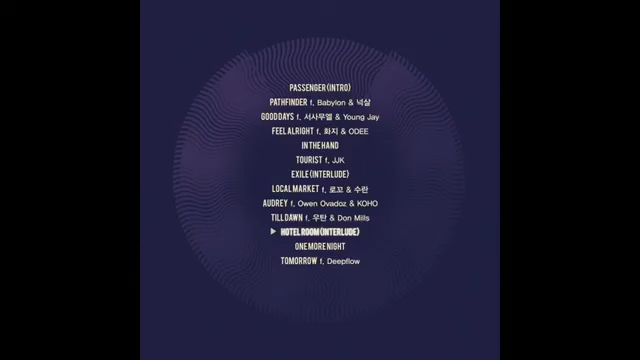 PASSENGER (INTRO)
PATHFINDER f. Babylon & 넉살
GOOD DAYS f. 서사무엘 & Young Jay
FEEL ALRIGHT f. 화지 & ODEE
IN THE HAND
TOURIST f. JJK
EXILE (INTERLUDE)
LOCAL MARKET f. 로꼬 & 수란
AUDREY f. Owen Ovadoz & KOHO
TILL DAWN f. 우탄 & Don Mills
HOTEL ROOM (INTERLUDE)
ONE MORE NIGHT
TOMORROW f. Deepflow